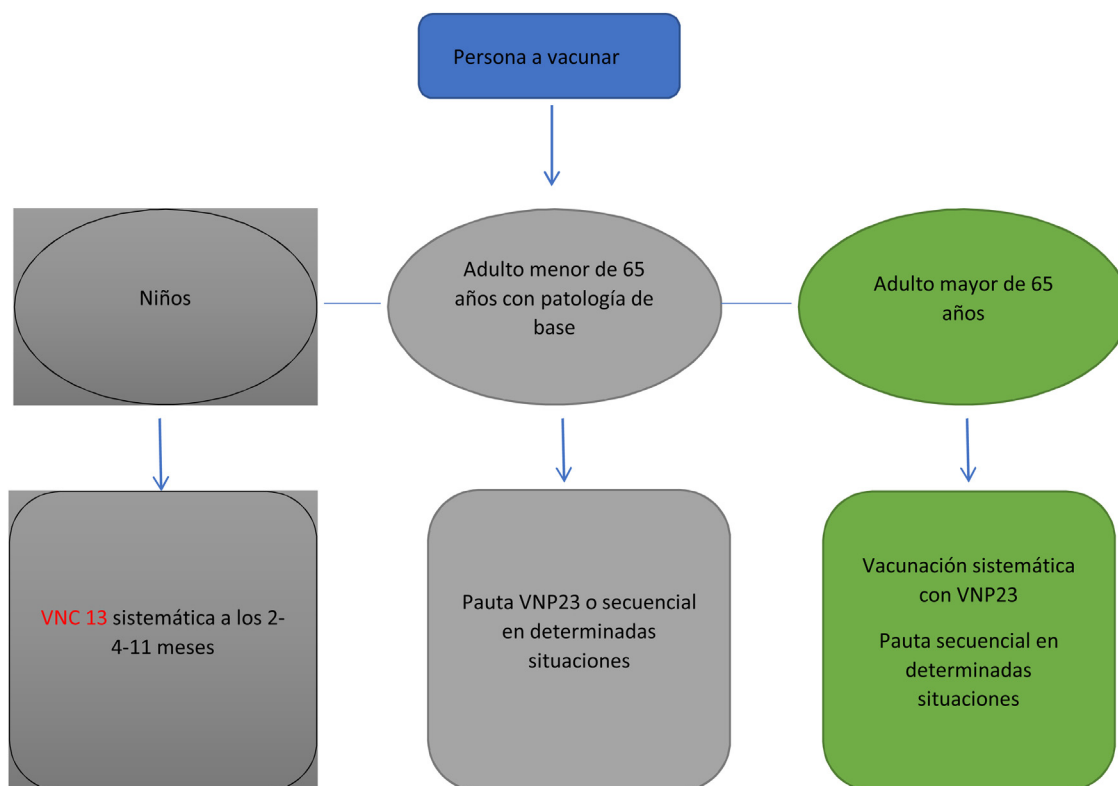 Persona a vacunar
Niños
Adulto menor de 65
años con patología de
base
Adulto mayor de 65
años
VNC 13 sistemática a los 2-
4-11 meses
Pauta VNP23 o secuencial
en determinadas
situaciones
Vacunación sistemática
con VNP23
Pauta secuencial en
determinadas
situaciones